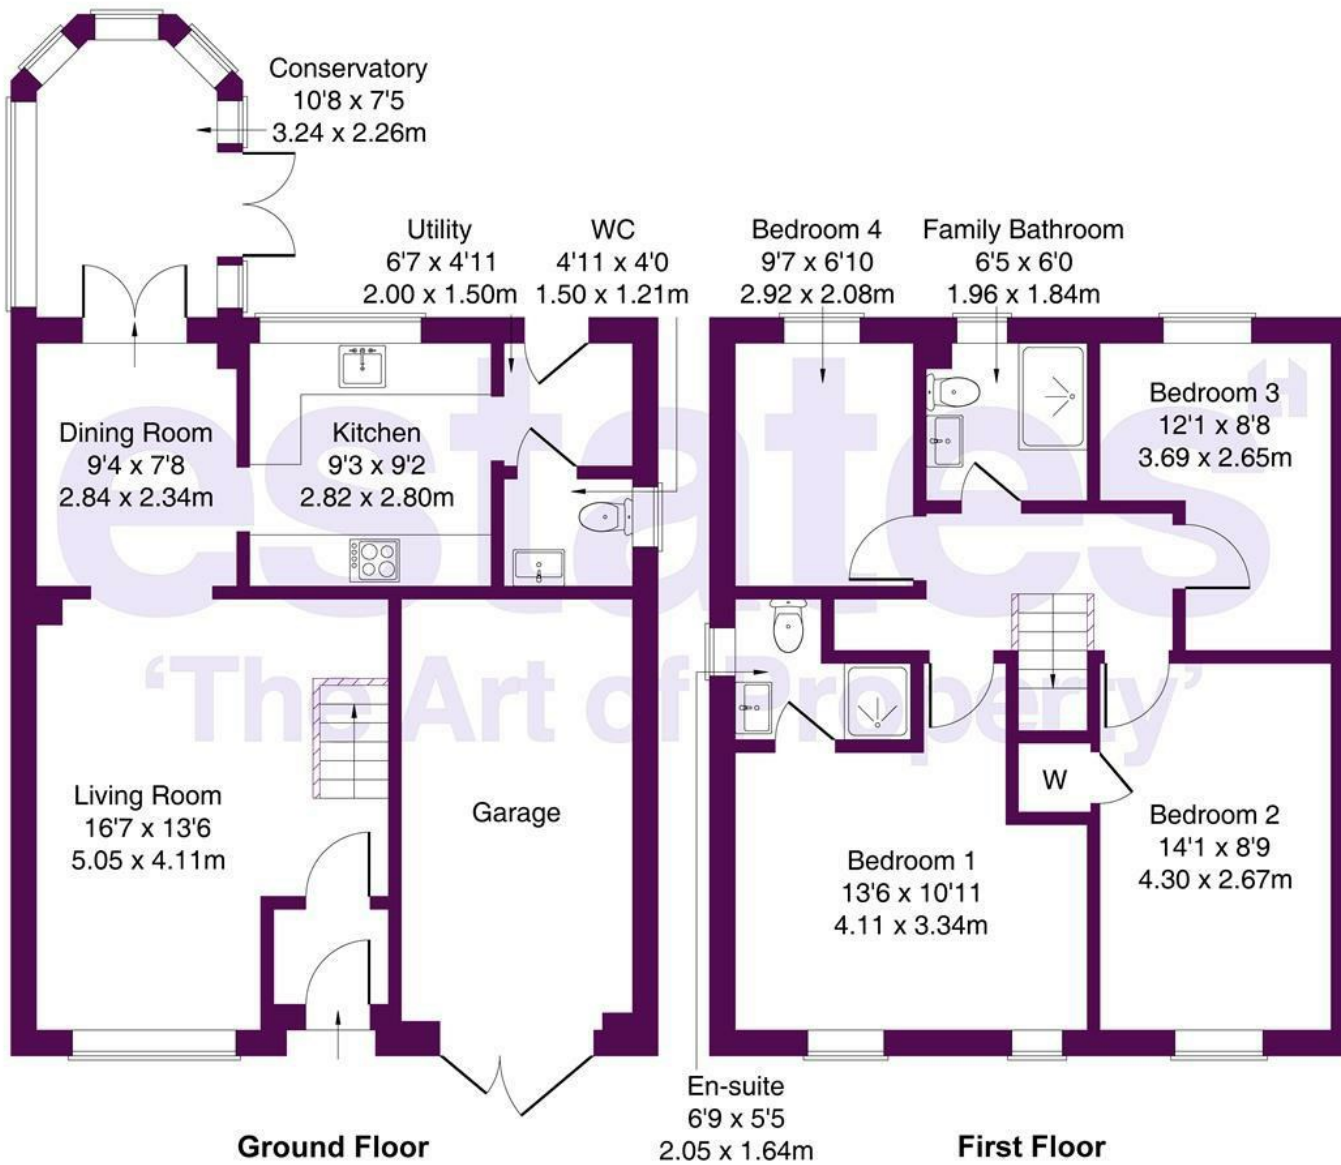 Conservatory
10'8 x 7'5
3.24 x 2.26m
Utility
6'7 x 4'11
2.00 x 1.50m
WC
4'11 x 4'0
1.50 x 1.21m
Bedroom 4
9'7 x 6'10
2.92 x 2.08m
Family Bathroom
6'5 x 6'0
1.96 x 1.84m
Dining Room
9'4 x 7'8
2.84 x 2.34m
Kitchen
9'3 x 9'2
2.82 x 2.80m
Bedroom 3
12'1 x 8'8
3.69 x 2.65m
estates
'The Art of Property'
Living Room
16'7 x 13'6
5.05 x 4.11m
Garage
W
Bedroom 1
13'6 x 10'11
4.11 x 3.34m
Bedroom 2
14'1 x 8'9
4.30 x 2.67m
En-suite
6'9 x 5'5
2.05 x 1.64m
Ground Floor
First Floor